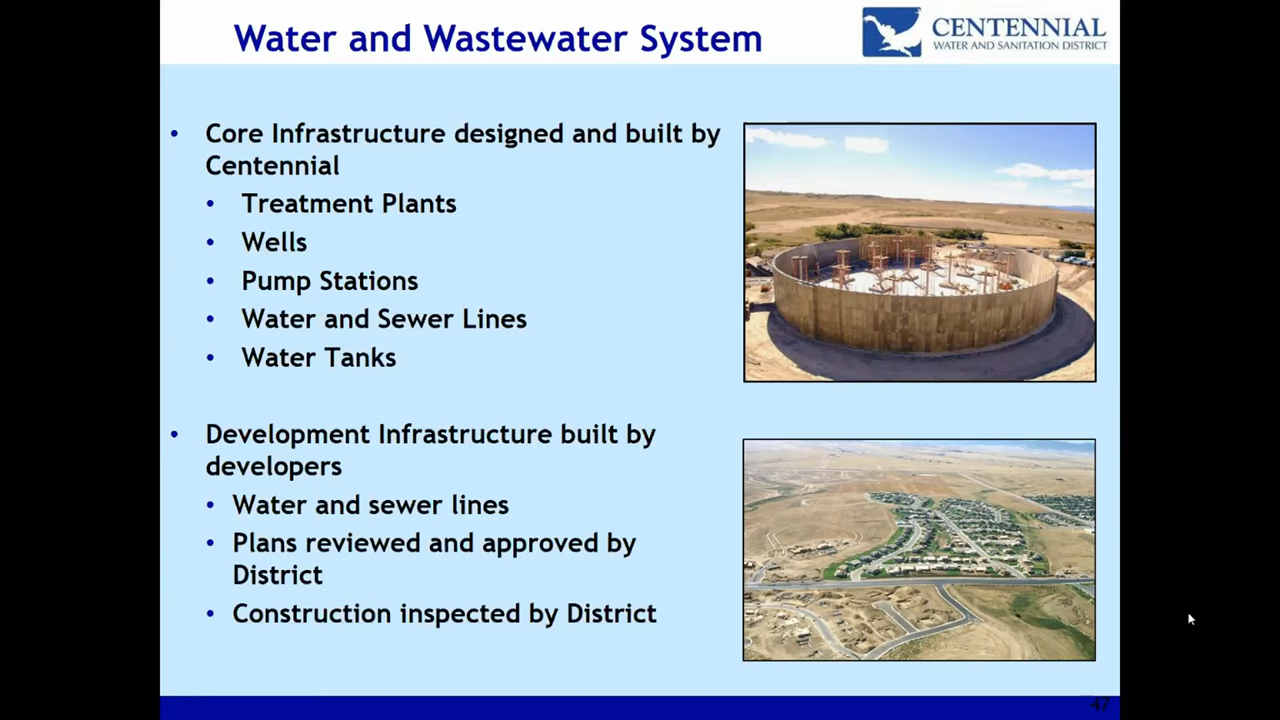 Water and Wastewater System
CENTENNIAL
WATER AND SANITATION DISTRICT
• Core Infrastructure designed and built by
Centennial
• Treatment Plants
• Wells
• Pump Stations
• Water and Sewer Lines
• Water Tanks
• Development Infrastructure built by
developers
• Water and sewer lines
• Plans reviewed and approved by
District
• Construction inspected by District
47